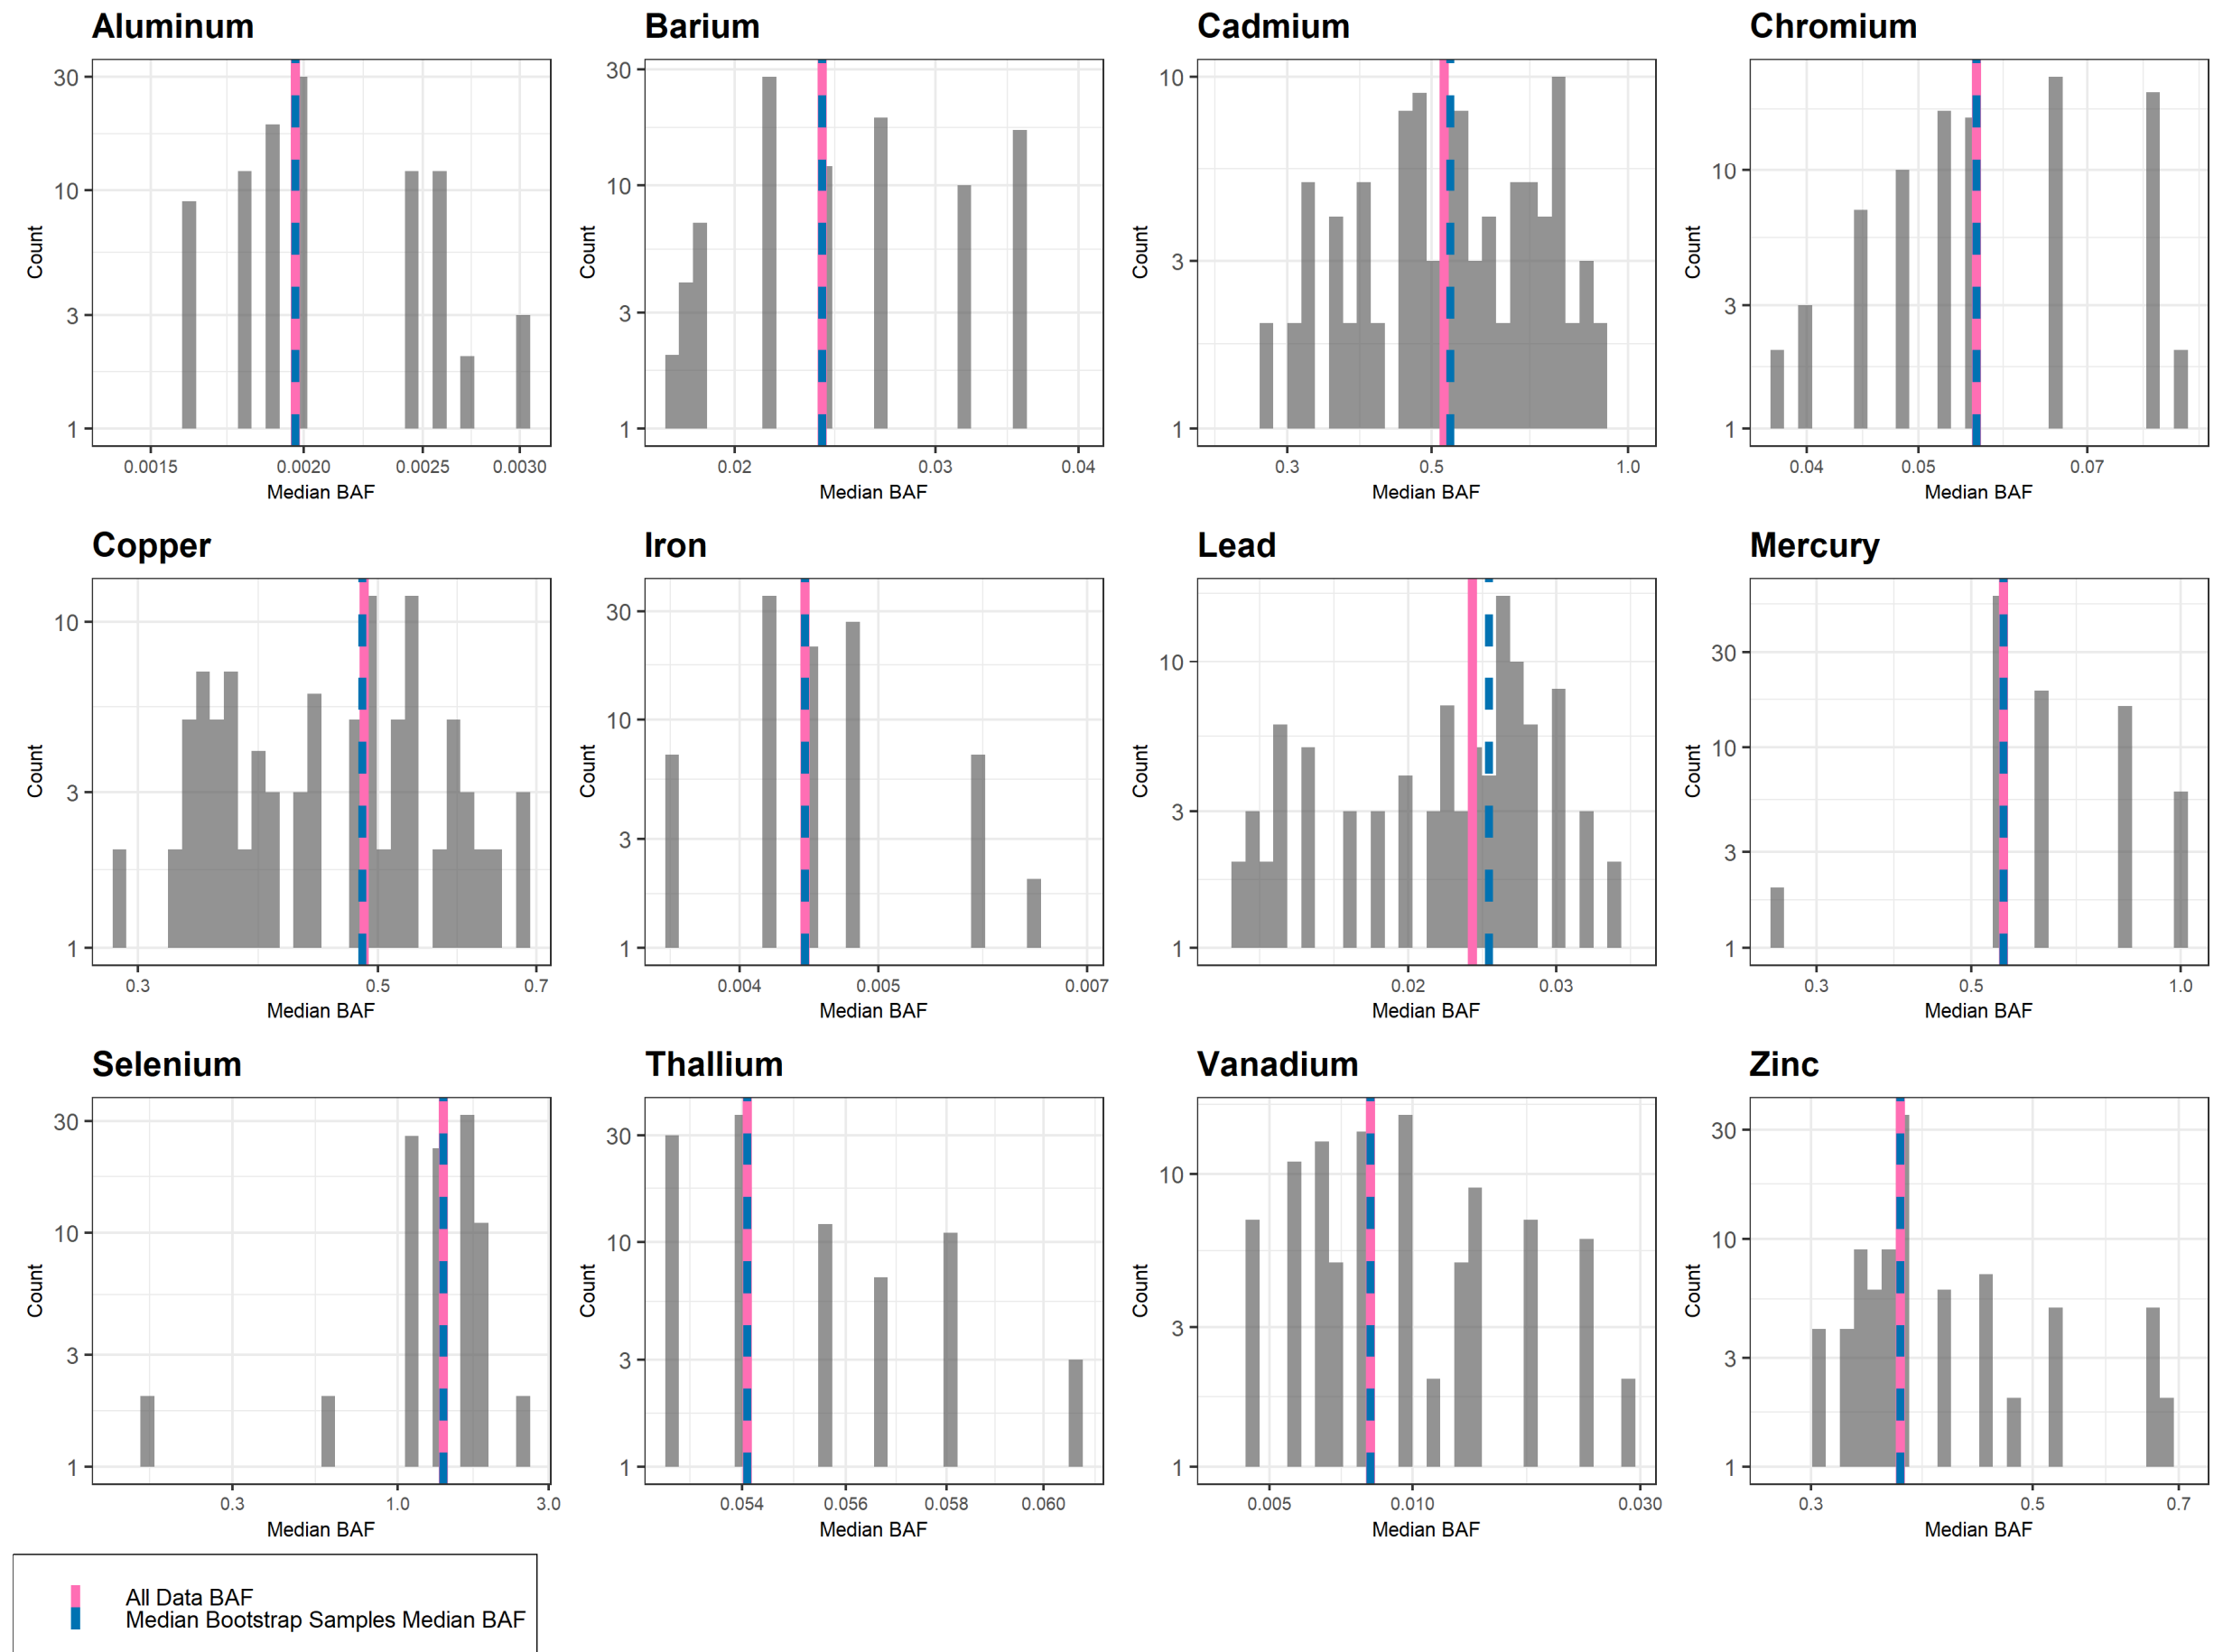 Aluminum Barium Cadmium Chromium
30 30 10
10 10 3 10
3 3 3
1 1 1 1
Count Count Count Count
0.0015 0.0020 0.0025 0.0030 0.02 0.03 0.04 0.3 0.5 1.0 0.04 0.05 0.07
Median BAF Median BAF Median BAF Median BAF
Copper Iron Lead Mercury
10 30 10 30
3 10 3 10
1 3 1 3
1 1
Count Count Count Count
0.3 0.5 0.7 0.004 0.005 0.007 0.02 0.03 0.3 0.5 1.0
Median BAF Median BAF Median BAF Median BAF
Selenium Thallium Vanadium Zinc
30 30 10 30
10 10 3 10
3 3 1 3
1 1 1
Count Count Count Count
0.3 1.0 3.0 0.054 0.056 0.058 0.060 0.005 0.010 0.030 0.3 0.5 0.7
Median BAF Median BAF Median BAF Median BAF
All Data BAF
Median Bootstrap Samples Median BAF